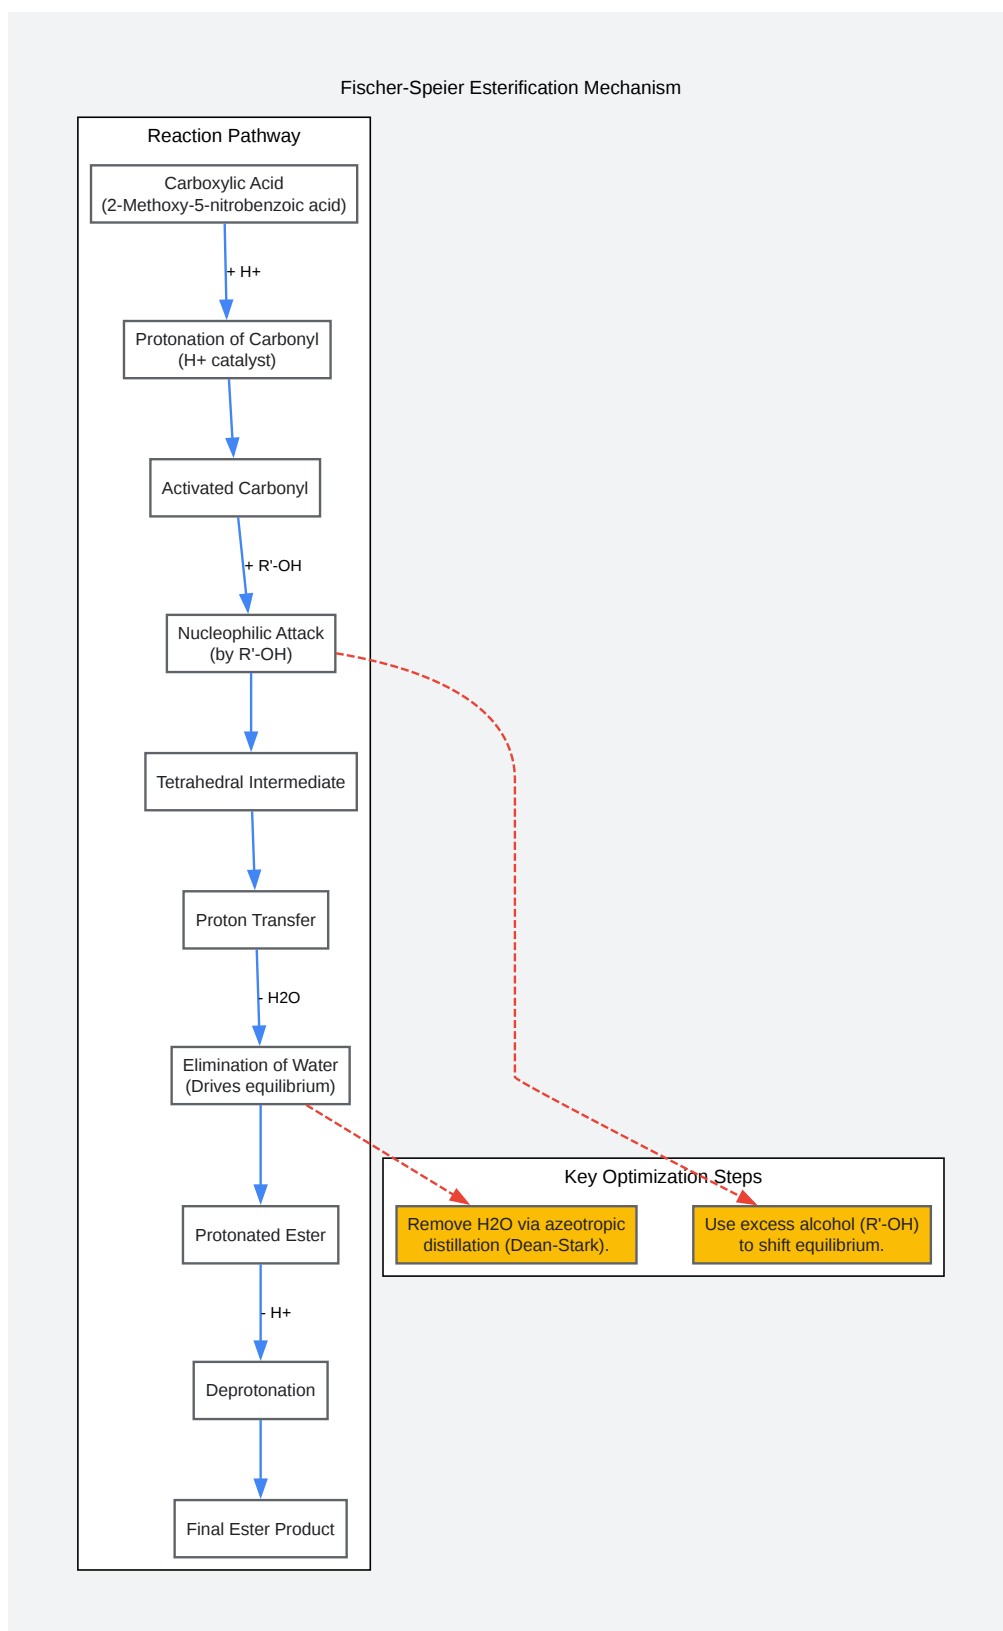 Fischer-Speier Esterification Mechanism
Reaction Pathway
Carboxylic Acid
(2-Methoxy-5-nitrobenzoic acid)
+ H+
Protonation of Carbonyl
(H+ catalyst)
Activated Carbonyl
+ R'-OH
Nucleophilic Attack
(by R'-OH)
Tetrahedral Intermediate
Proton Transfer
- H2O
Elimination of Water
(Drives equilibrium)
Key Optimization Steps
Remove H2O via azeotropic
distillation (Dean-Stark).
Use excess alcohol (R'-OH)
to shift equilibrium.
Protonated Ester
- H+
Deprotonation
Final Ester Product